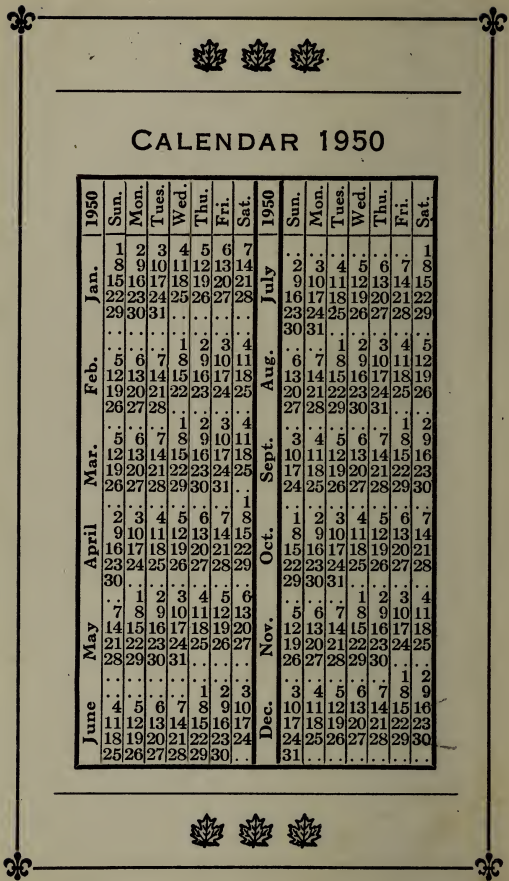 CALENDAR 1950
1950 Sun. Mon. Tues. Wed. Thu. Fri. Sat.
Jan.
1 2 3 4 5 6 7
8 9 10 11 12 13 14
15 16 17 18 19 20 21
22 23 24 25 26 27 28
29 30 31 .. .. .. ..
.. .. .. .. .. .. ..
Feb.
.. .. .. 1 2 3 4
5 6 7 8 9 10 11
12 13 14 15 16 17 18
19 20 21 22 23 24 25
26 27 28 .. .. .. ..
Mar.
.. .. .. 1 2 3 4
5 6 7 8 9 10 11
12 13 14 15 16 17 18
19 20 21 22 23 24 25
26 27 28 29 30 31 ..
April
.. .. .. .. .. .. 1
2 3 4 5 6 7 8
9 10 11 12 13 14 15
16 17 18 19 20 21 22
23 24 25 26 27 28 29
30 .. .. .. .. .. ..
May
.. 1 2 3 4 5 6
7 8 9 10 11 12 13
14 15 16 17 18 19 20
21 22 23 24 25 26 27
28 29 30 31 .. .. ..
.. .. .. .. .. .. ..
June
.. .. .. .. 1 2 3
4 5 6 7 8 9 10
11 12 13 14 15 16 17
18 19 20 21 22 23 24
25 26 27 28 29 30 ..
1950 Sun. Mon. Tues. Wed. Thu. Fri. Sat.
July
.. .. .. .. .. .. 1
2 3 4 5 6 7 8
9 10 11 12 13 14 15
16 17 18 19 20 21 22
23 24 25 26 27 28 29
30 31 .. .. .. .. ..
Aug.
.. .. 1 2 3 4 5
6 7 8 9 10 11 12
13 14 15 16 17 18 19
20 21 22 23 24 25 26
27 28 29 30 31 .. ..
Sept.
.. .. .. .. .. 1 2
3 4 5 6 7 8 9
10 11 12 13 14 15 16
17 18 19 20 21 22 23
24 25 26 27 28 29 30
Oct.
1 2 3 4 5 6 7
8 9 10 11 12 13 14
15 16 17 18 19 20 21
22 23 24 25 26 27 28
29 30 31 .. .. .. ..
Nov.
.. .. .. 1 2 3 4
5 6 7 8 9 10 11
12 13 14 15 16 17 18
19 20 21 22 23 24 25
26 27 28 29 30 .. ..
Dec.
.. .. .. .. .. 1 2
3 4 5 6 7 8 9
10 11 12 13 14 15 16
17 18 19 20 21 22 23
24 25 26 27 28 29 30
31 .. .. .. .. .. ..